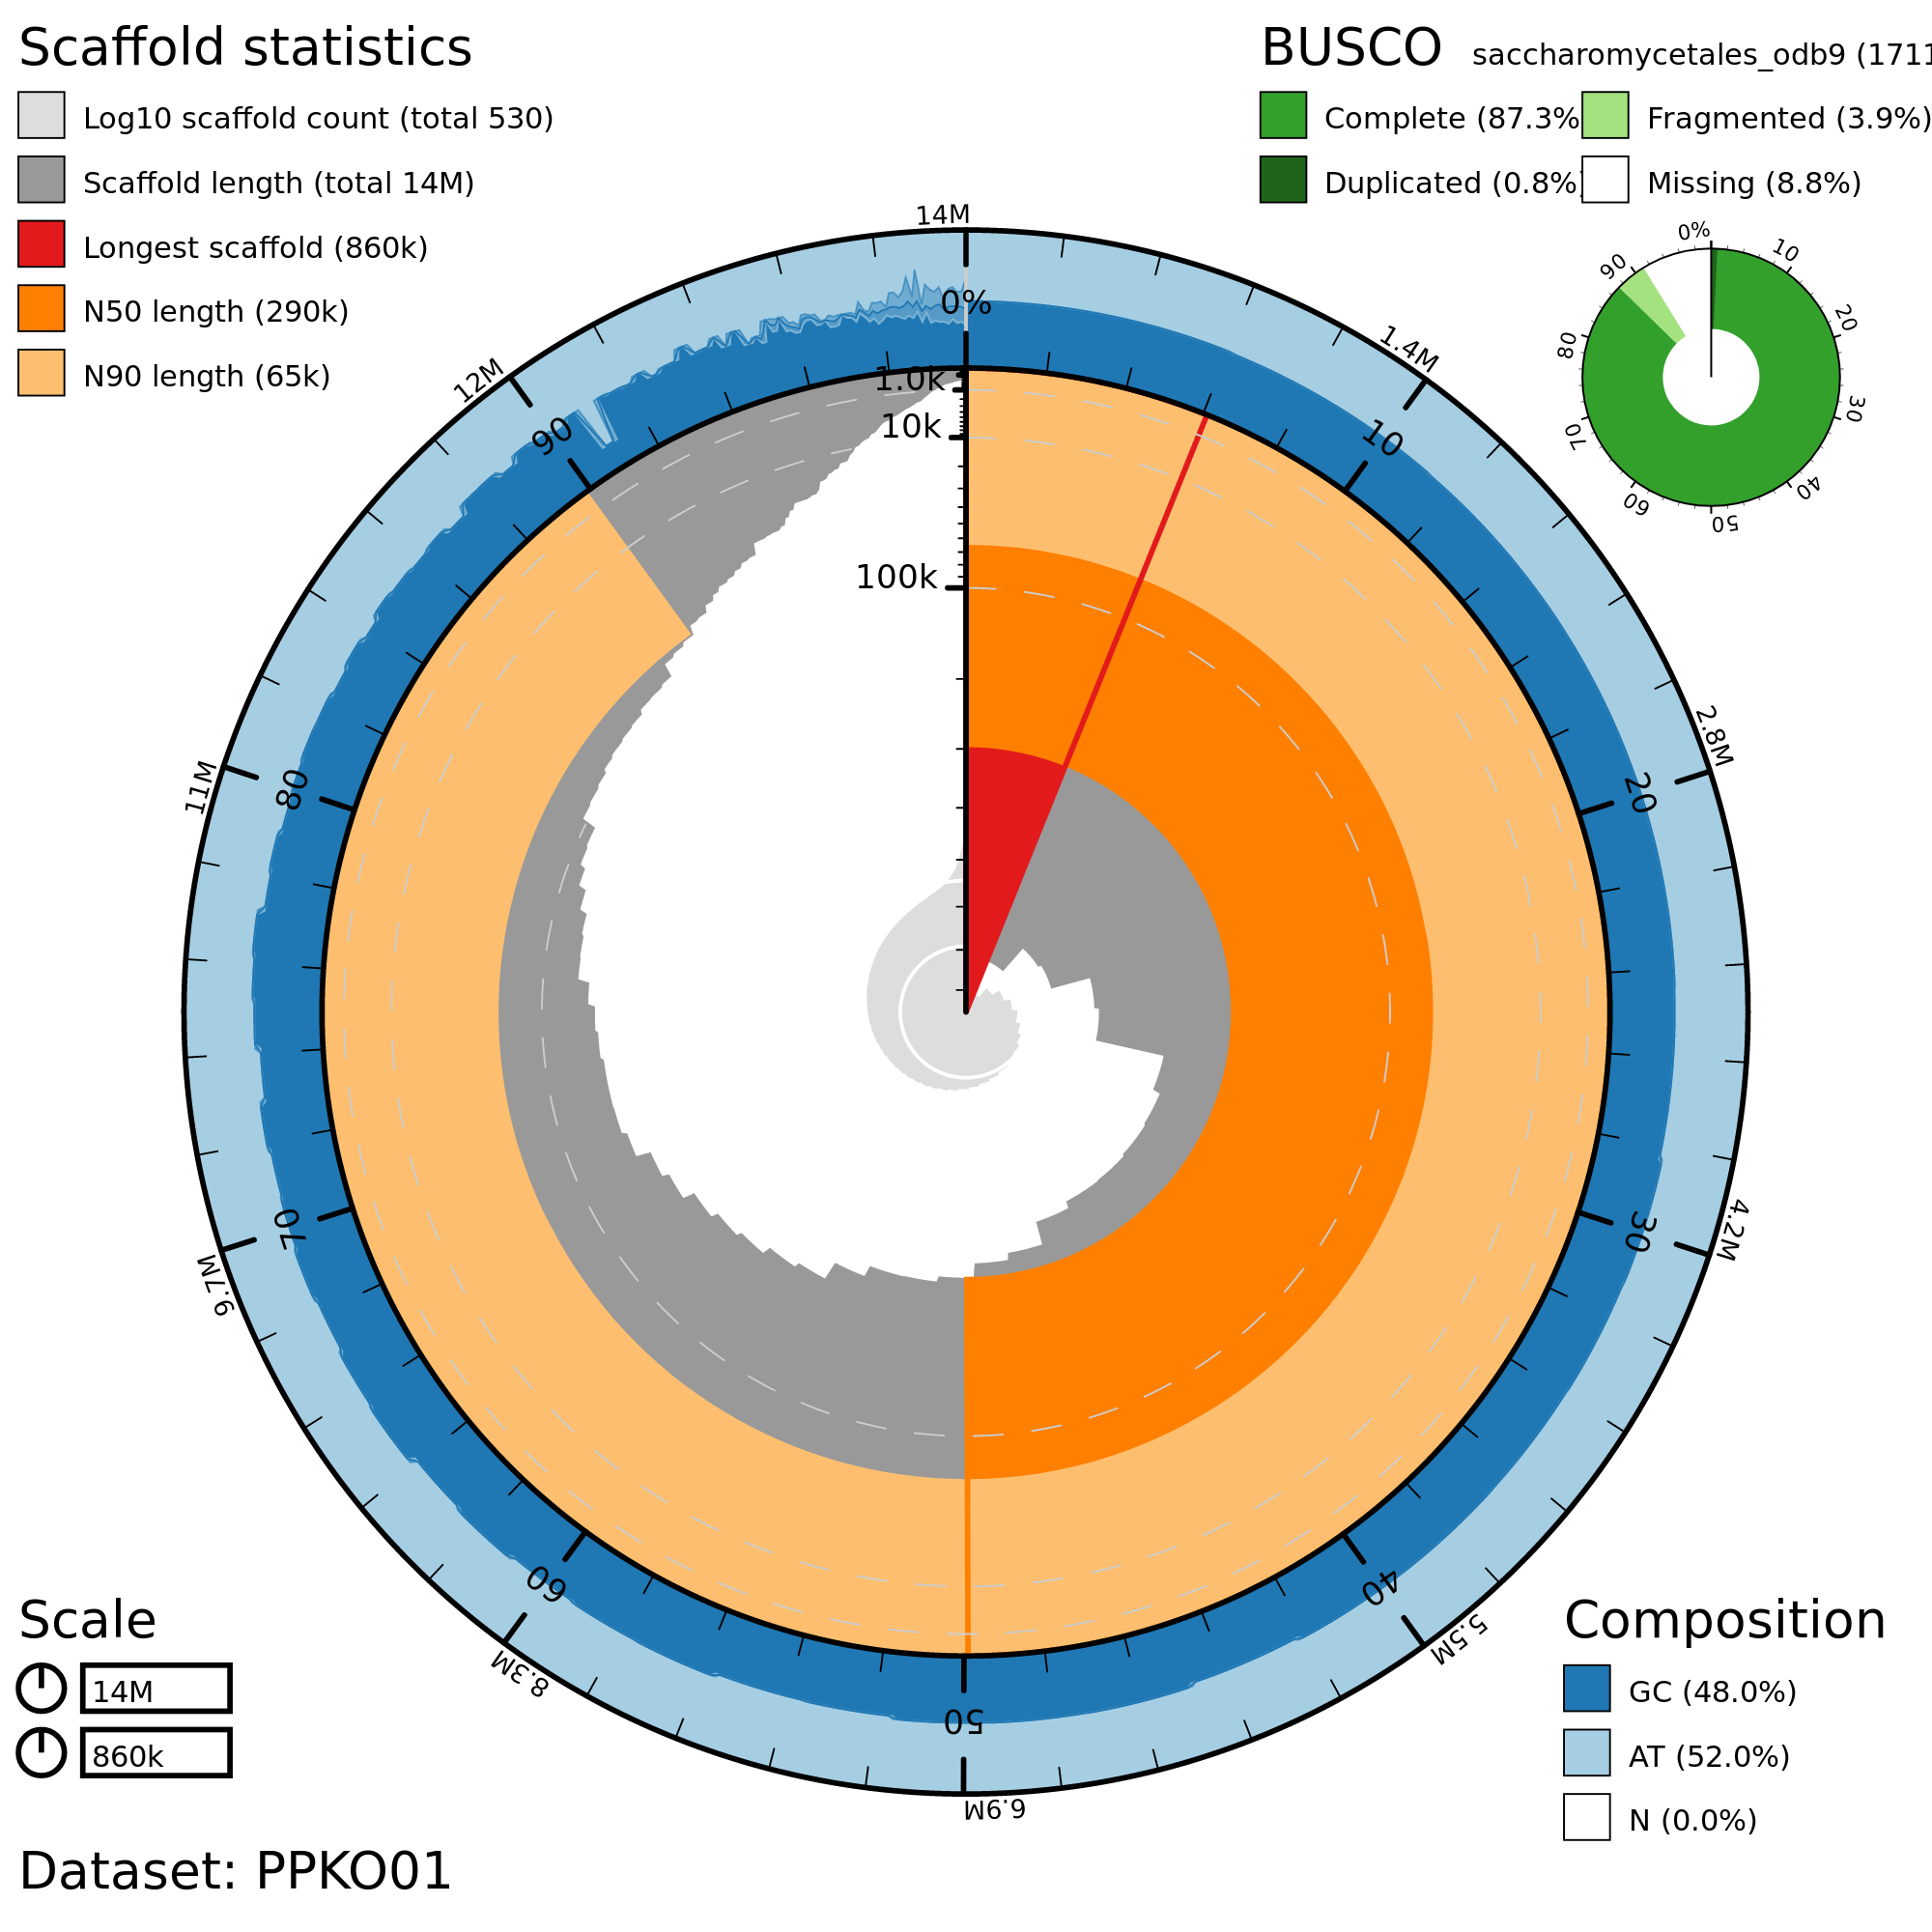 Scaffold statistics
Log10 scaffold count (total 530)
Scaffold length (total 14M)
Longest scaffold (860k)
N50 length (290k)
N90 length (65k)
BUSCO saccharomycetales_odb9 (1711
Complete (87.3%
Fragmented (3.9%)
Duplicated (0.8%)
Missing (8.8%)
0%
10
20
30
40
50
60
70
80
90
14M
1.4M
2.8M
4.2M
5.5M
6.9M
8.3M
9.7M
11M
12M
0%
10
20
30
40
50
60
70
80
90
1.0k
10k
100k
Scale
14M
860k
Composition
GC (48.0%)
AT (52.0%)
N (0.0%)
Dataset: PPKO01